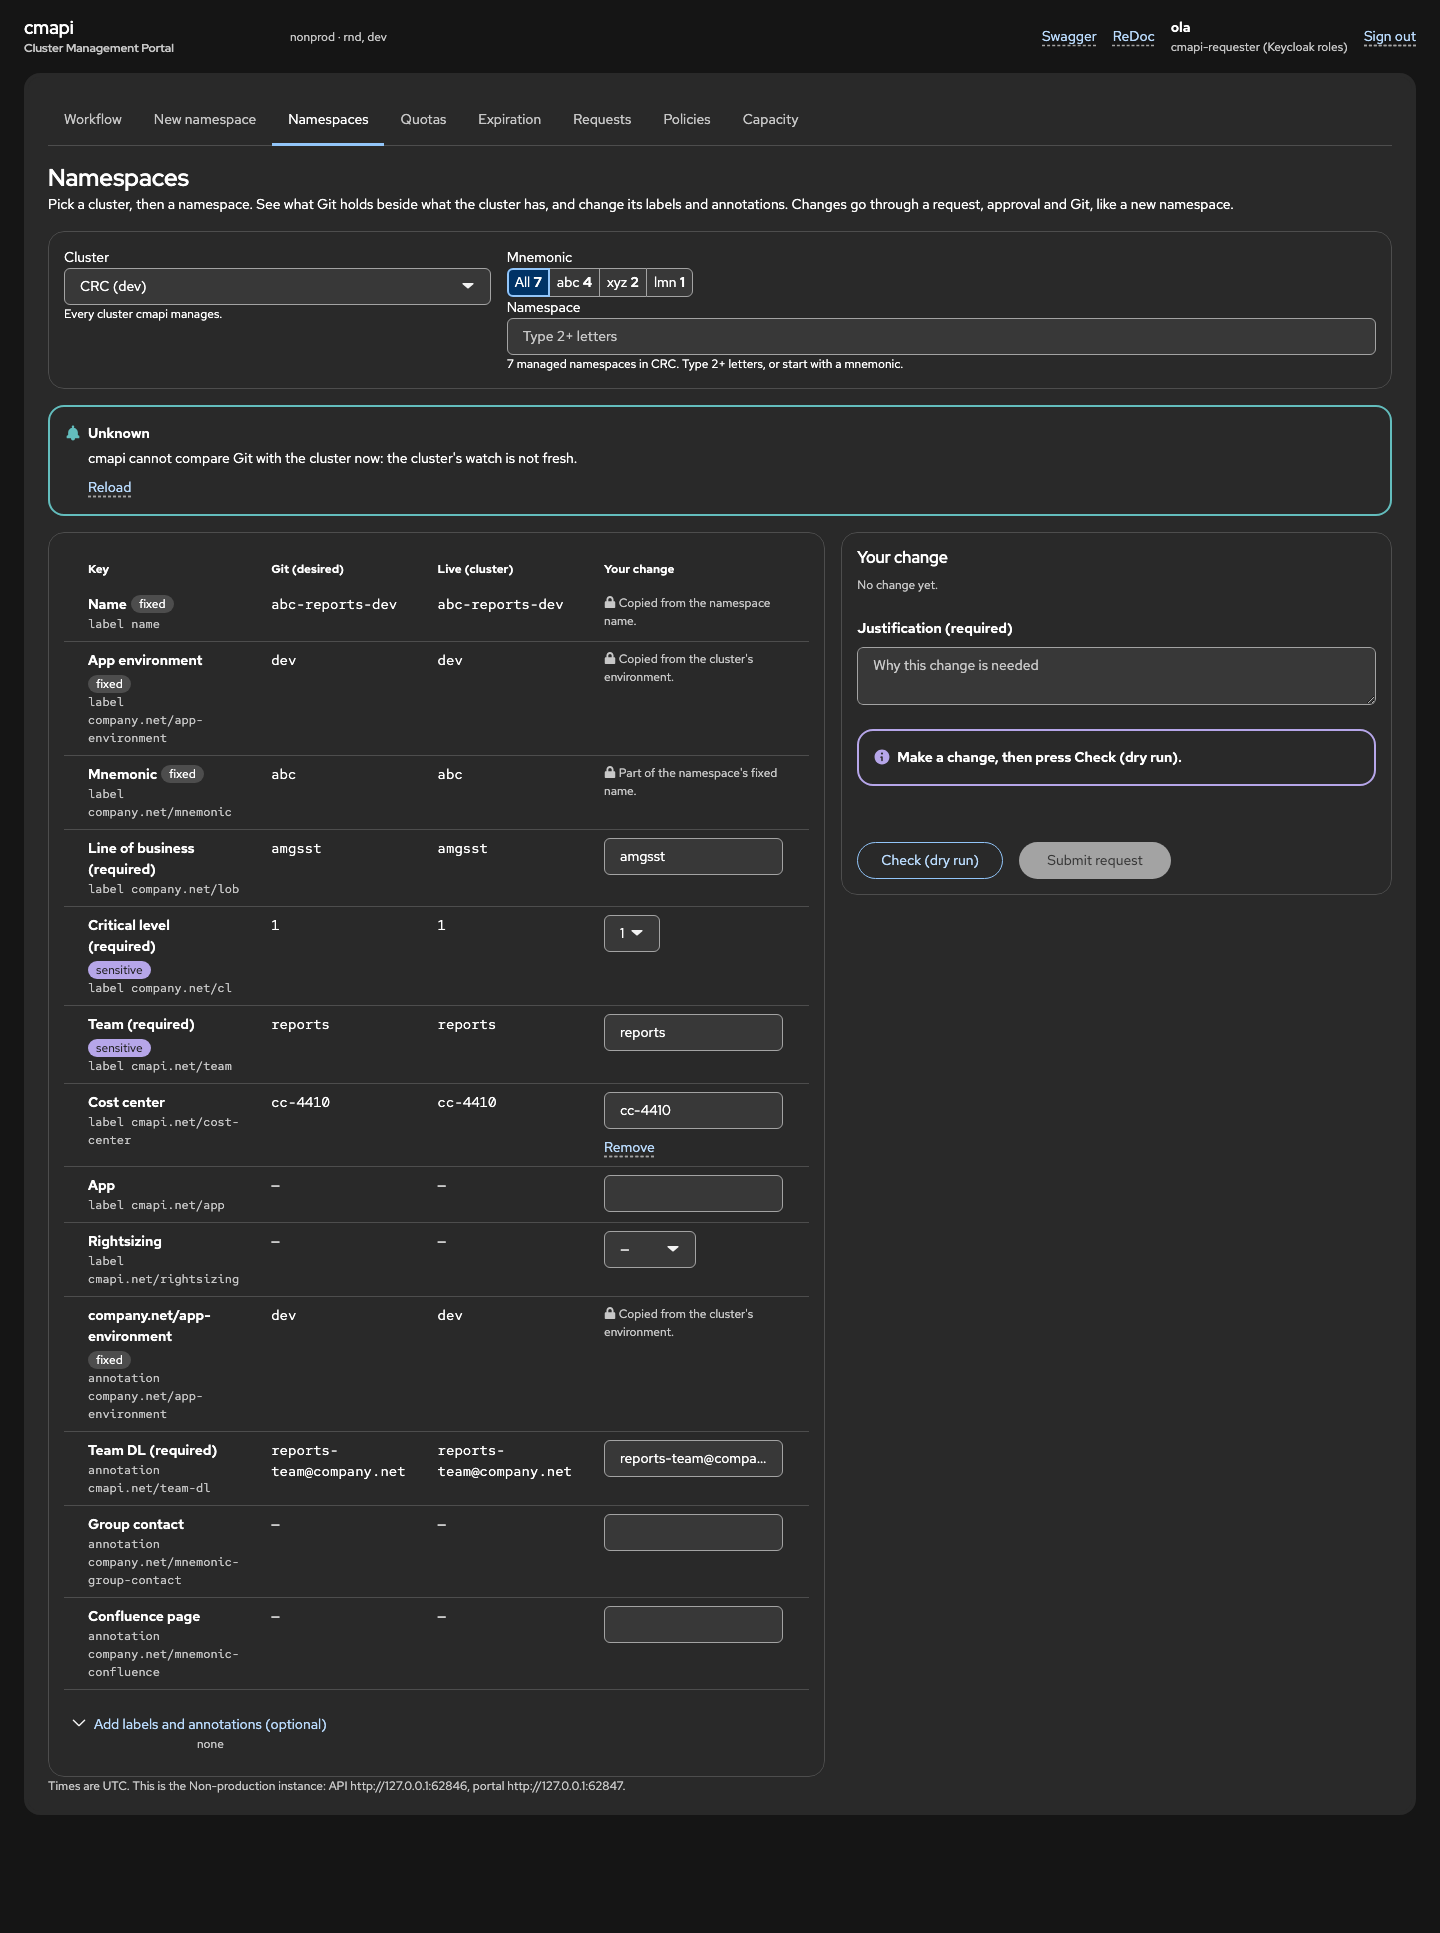 cmapi
Cluster Management Portal
nonprod · rnd, dev
Swagger
ReDoc
ola
cmapi-requester (Keycloak roles)
Sign out
Workflow
New namespace
Namespaces
Quotas
Expiration
Requests
Policies
Capacity
Namespaces
Pick a cluster, then a namespace. See what Git holds beside what the cluster has, and change its labels and annotations. Changes go through a request, approval and Git, like a new namespace.
Cluster
CRC (dev)
Every cluster cmapi manages.
Mnemonic
All 7
abc 4
xyz 2
lmn 1
Namespace
Type 2+ letters
7 managed namespaces in CRC. Type 2+ letters, or start with a mnemonic.
Unknown
cmapi cannot compare Git with the cluster now: the cluster's watch is not fresh.
Reload
Key
Git (desired)
Live (cluster)
Your change
Name fixed
label name
abc-reports-dev
abc-reports-dev
Copied from the namespace
name.
App environment
fixed
label
company.net/app-
environment
dev
dev
Copied from the cluster's
environment.
Mnemonic fixed
label
company.net/mnemonic
abc
abc
Part of the namespace's fixed
name.
Line of business
(required)
label company.net/lob
amgsst
amgsst
amgsst
Critical level
(required)
sensitive
label company.net/cl
1
1
1
Team (required)
sensitive
label cmapi.net/team
reports
reports
reports
Cost center
label cmapi.net/cost-
center
cc-4410
cc-4410
cc-4410
Remove
App
label cmapi.net/app
—
—
Rightsizing
label
cmapi.net/rightsizing
—
—
—
company.net/app-
environment
fixed
annotation
company.net/app-
environment
dev
dev
Copied from the cluster's
environment.
Team DL (required)
annotation
cmapi.net/team-dl
reports-
team@company.net
reports-
team@company.net
reports-team@compa...
Group contact
annotation
company.net/mnemonic-
group-contact
—
—
Confluence page
annotation
company.net/mnemonic-
confluence
—
—
Add labels and annotations (optional)
none
Your change
No change yet.
Justification (required)
Why this change is needed
Make a change, then press Check (dry run).
Check (dry run)
Submit request
Times are UTC. This is the Non-production instance: API http://127.0.0.1:62846, portal http://127.0.0.1:62847.